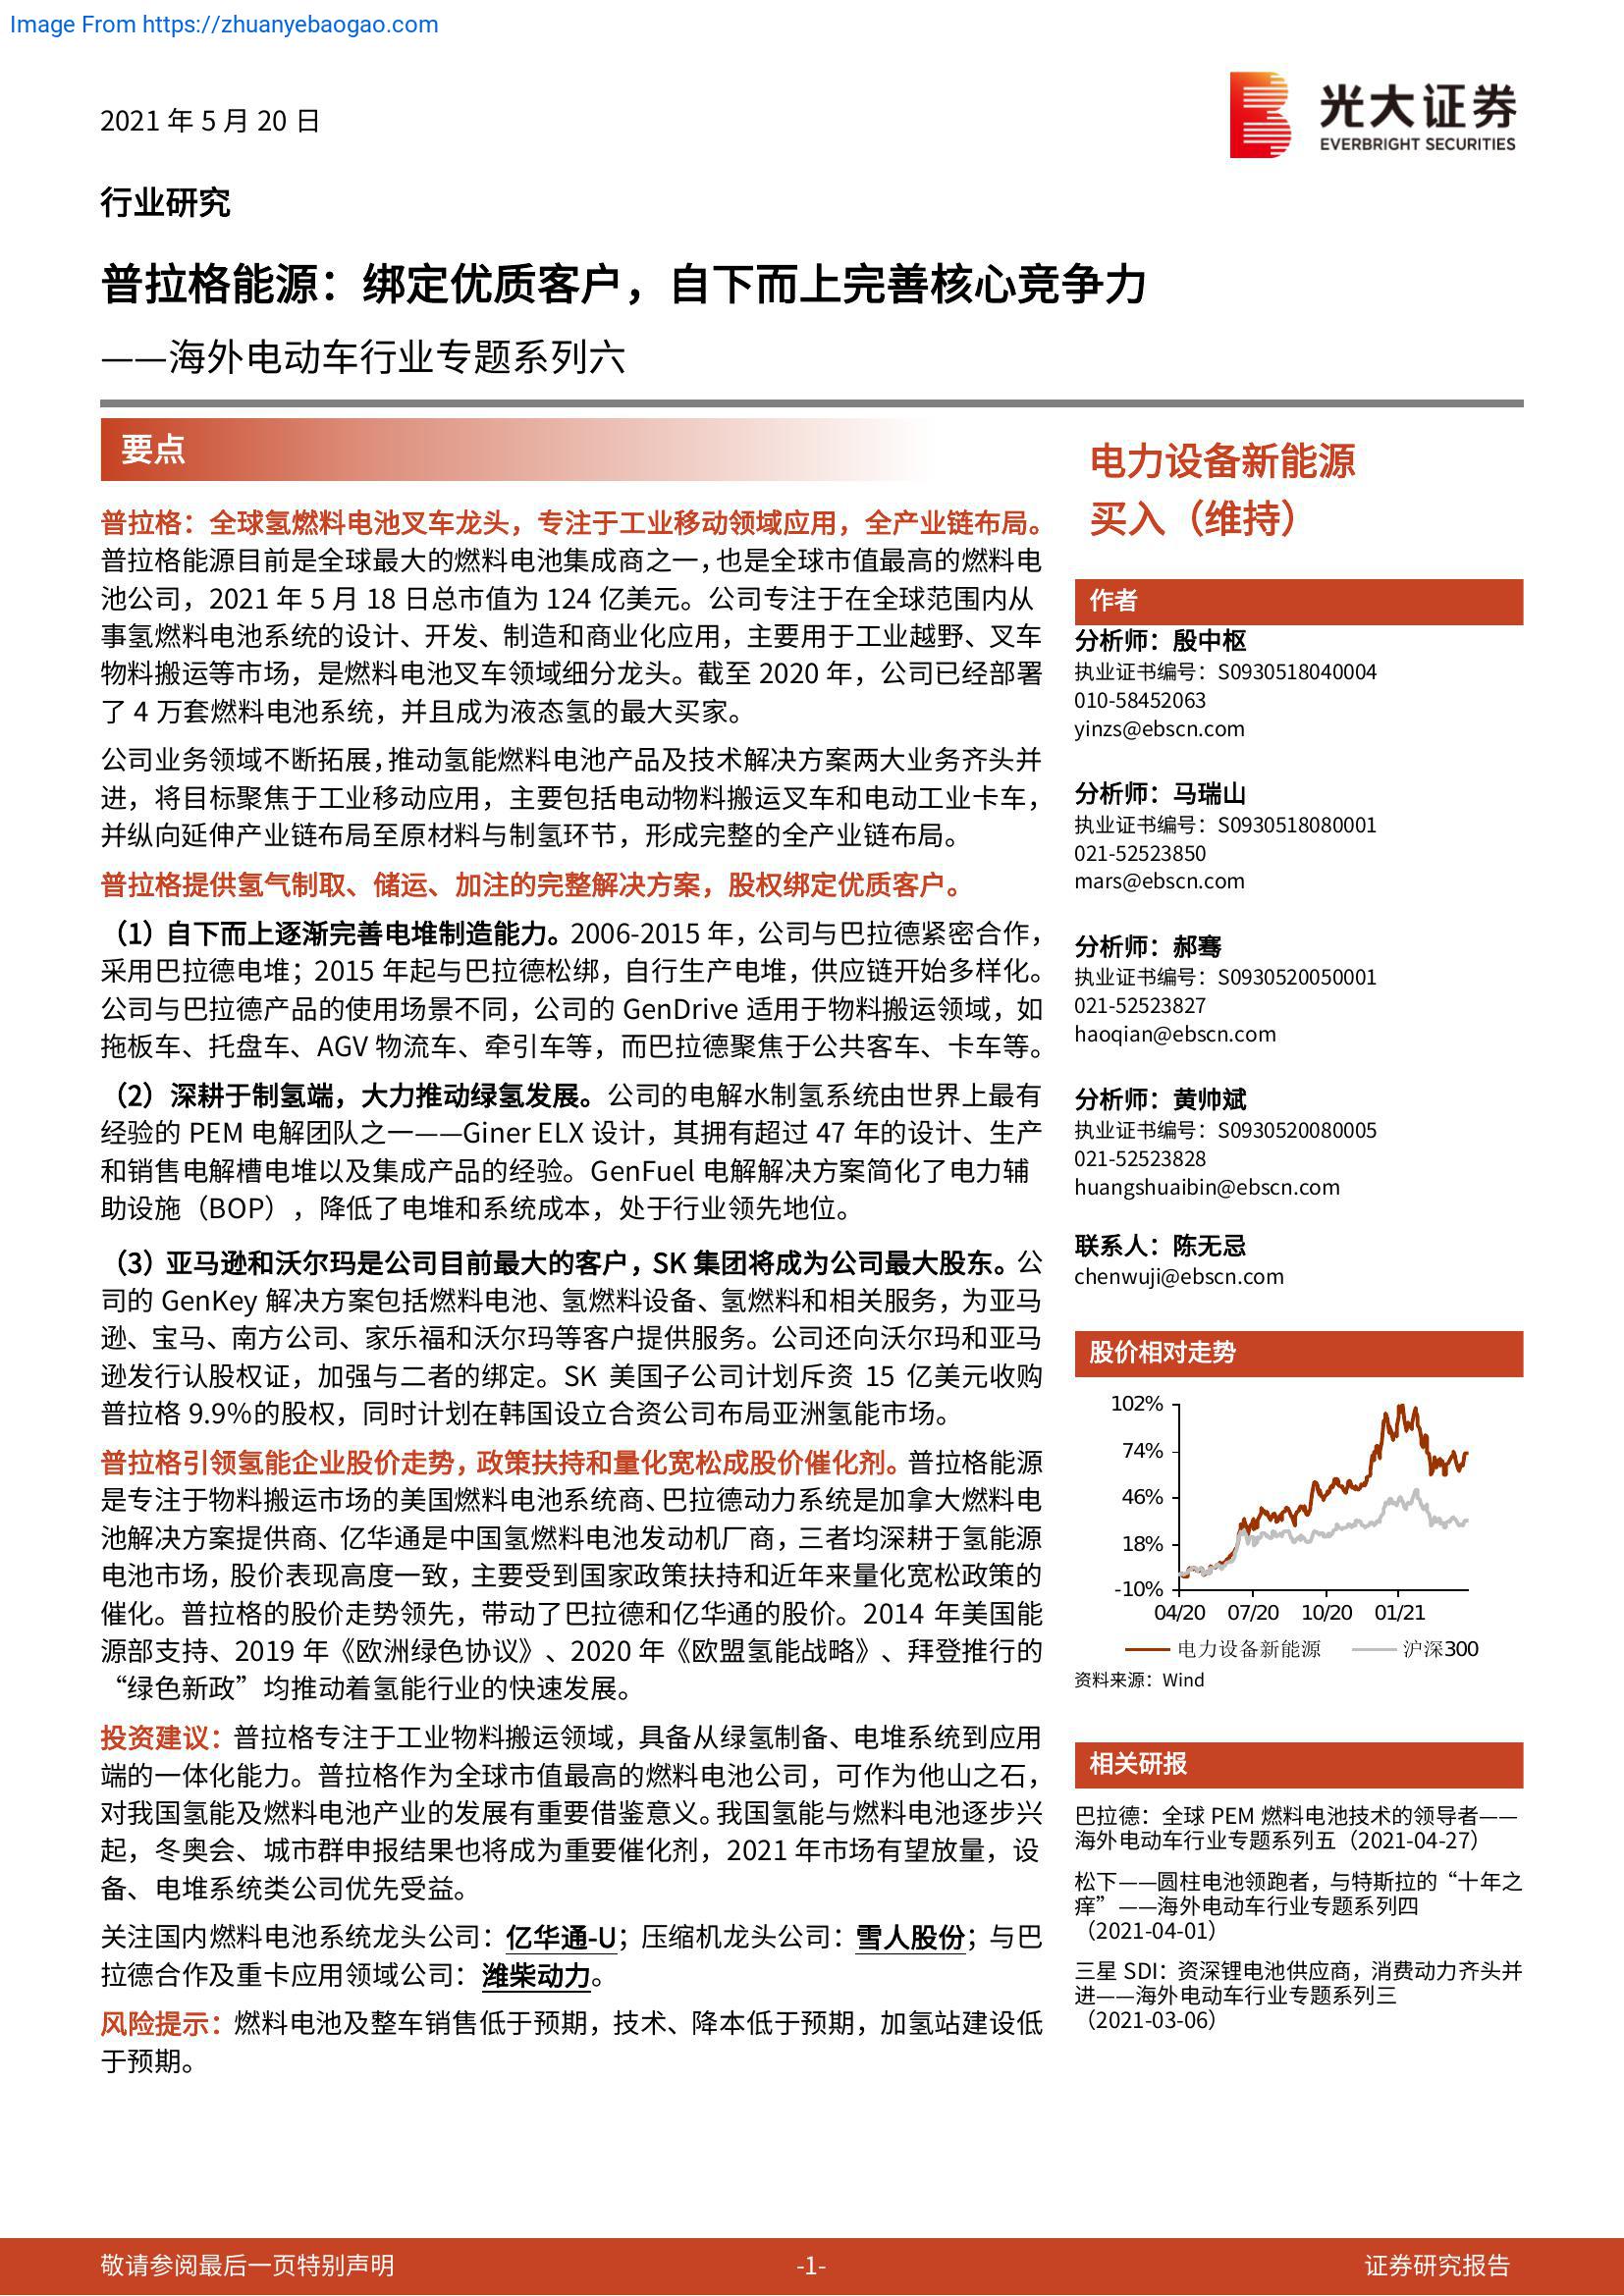 Image From https://zhuanyebaogao.com
2021 年 5 月 20 日
光大证券
EVERBRIGHT SECURITIES
行业研究
普拉格能源：绑定优质客户，自下而上完善核心竞争力
——海外电动车行业专题系列六
要点
普拉格：全球氢燃料电池叉车龙头，专注于工业移动领域应用，全产业链布局。
普拉格能源目前是全球最大的燃料电池集成商之一，也是全球市值最高的燃料电
池公司，2021 年 5 月 18 日总市值为 124 亿美元。公司专注于在全球范围内从
事氢燃料电池系统的设计、开发、制造和商业化应用，主要用于工业越野、叉车
物料搬运等市场，是燃料电池叉车领域细分龙头。截至 2020 年，公司已经部署
了 4 万套燃料电池系统，并且成为液态氢的最大买家。
公司业务领域不断拓展，推动氢能燃料电池产品及技术解决方案两大业务齐头并
进，将目标聚焦于工业移动应用，主要包括电动物料搬运叉车和电动工业卡车，
并纵向延伸产业链布局至原材料与制氢环节，形成完整的全产业链布局。
普拉格提供氢气制取、储运、加注的完整解决方案，股权绑定优质客户。
（1）自下而上逐渐完善电堆制造能力。2006-2015 年，公司与巴拉德紧密合作，
采用巴拉德电堆；2015 年起与巴拉德松绑，自行生产电堆，供应链开始多样化。
公司与巴拉德产品的使用场景不同，公司的 GenDrive 适用于物料搬运领域，如
拖板车、托盘车、AGV 物流车、牵引车等，而巴拉德聚焦于公共客车、卡车等。
（2）深耕于制氢端，大力推动绿氢发展。公司的电解水制氢系统由世界上最有
经验的 PEM 电解团队之一——Giner ELX 设计，其拥有超过 47 年的设计、生产
和销售电解槽电堆以及集成产品的经验。GenFuel 电解解决方案简化了电力辅
助设施（BOP），降低了电堆和系统成本，处于行业领先地位。
（3）亚马逊和沃尔玛是公司目前最大的客户，SK 集团将成为公司最大股东。公
司的 GenKey 解决方案包括燃料电池、氢燃料设备、氢燃料和相关服务，为亚马
逊、宝马、南方公司、家乐福和沃尔玛等客户提供服务。公司还向沃尔玛和亚马
逊发行认股权证，加强与二者的绑定。SK 美国子公司计划斥资 15 亿美元收购
普拉格 9.9%的股权，同时计划在韩国设立合资公司布局亚洲氢能市场。
普拉格引领氢能企业股价走势，政策扶持和量化宽松成股价催化剂。普拉格能源
是专注于物料搬运市场的美国燃料电池系统商、巴拉德动力系统是加拿大燃料电
池解决方案提供商、亿华通是中国氢燃料电池发动机厂商，三者均深耕于氢能源
电池市场，股价表现高度一致，主要受到国家政策扶持和近年来量化宽松政策的
催化。普拉格的股价走势领先，带动了巴拉德和亿华通的股价。2014 年美国能
源部支持、2019 年《欧洲绿色协议》、2020 年《欧盟氢能战略》、拜登推行的
“绿色新政”均推动着氢能行业的快速发展。
投资建议：普拉格专注于工业物料搬运领域，具备从绿氢制备、电堆系统到应用
端的一体化能力。普拉格作为全球市值最高的燃料电池公司，可作为他山之石，
对我国氢能及燃料电池产业的发展有重要借鉴意义。我国氢能与燃料电池逐步兴
起，冬奥会、城市群申报结果也将成为重要催化剂，2021 年市场有望放量，设
备、电堆系统类公司优先受益。
关注国内燃料电池系统龙头公司：亿华通-U；压缩机龙头公司：雪人股份；与巴
拉德合作及重卡应用领域公司：潍柴动力。
风险提示：燃料电池及整车销售低于预期，技术、降本低于预期，加氢站建设低
于预期。
电力设备新能源
买入（维持）
作者
分析师：殷中枢
执业证书编号：S0930518040004
010-58452063
yinzs@ebscn.com
分析师：马瑞山
执业证书编号：S0930518080001
021-52523850
mars@ebscn.com
分析师：郝骞
执业证书编号：S0930520050001
021-52523827
haoqian@ebscn.com
分析师：黄帅斌
执业证书编号：S0930520080005
021-52523828
huangshuaibin@ebscn.com
联系人：陈无忌
chenwuji@ebscn.com
股价相对走势
102%
74%
46%
18%
-10%
04/20 07/20 10/20 01/21
电力设备新能源 沪深300
资料来源：Wind
相关研报
巴拉德：全球 PEM 燃料电池技术的领导者——
海外电动车行业专题系列五（2021-04-27）
松下——圆柱电池领跑者，与特斯拉的“十年之
痒”——海外电动车行业专题系列四
（2021-04-01）
三星 SDI：资深锂电池供应商，消费动力齐头并
进——海外电动车行业专题系列三
（2021-03-06）
敬请参阅最后一页特别声明
-1-
证券研究报告